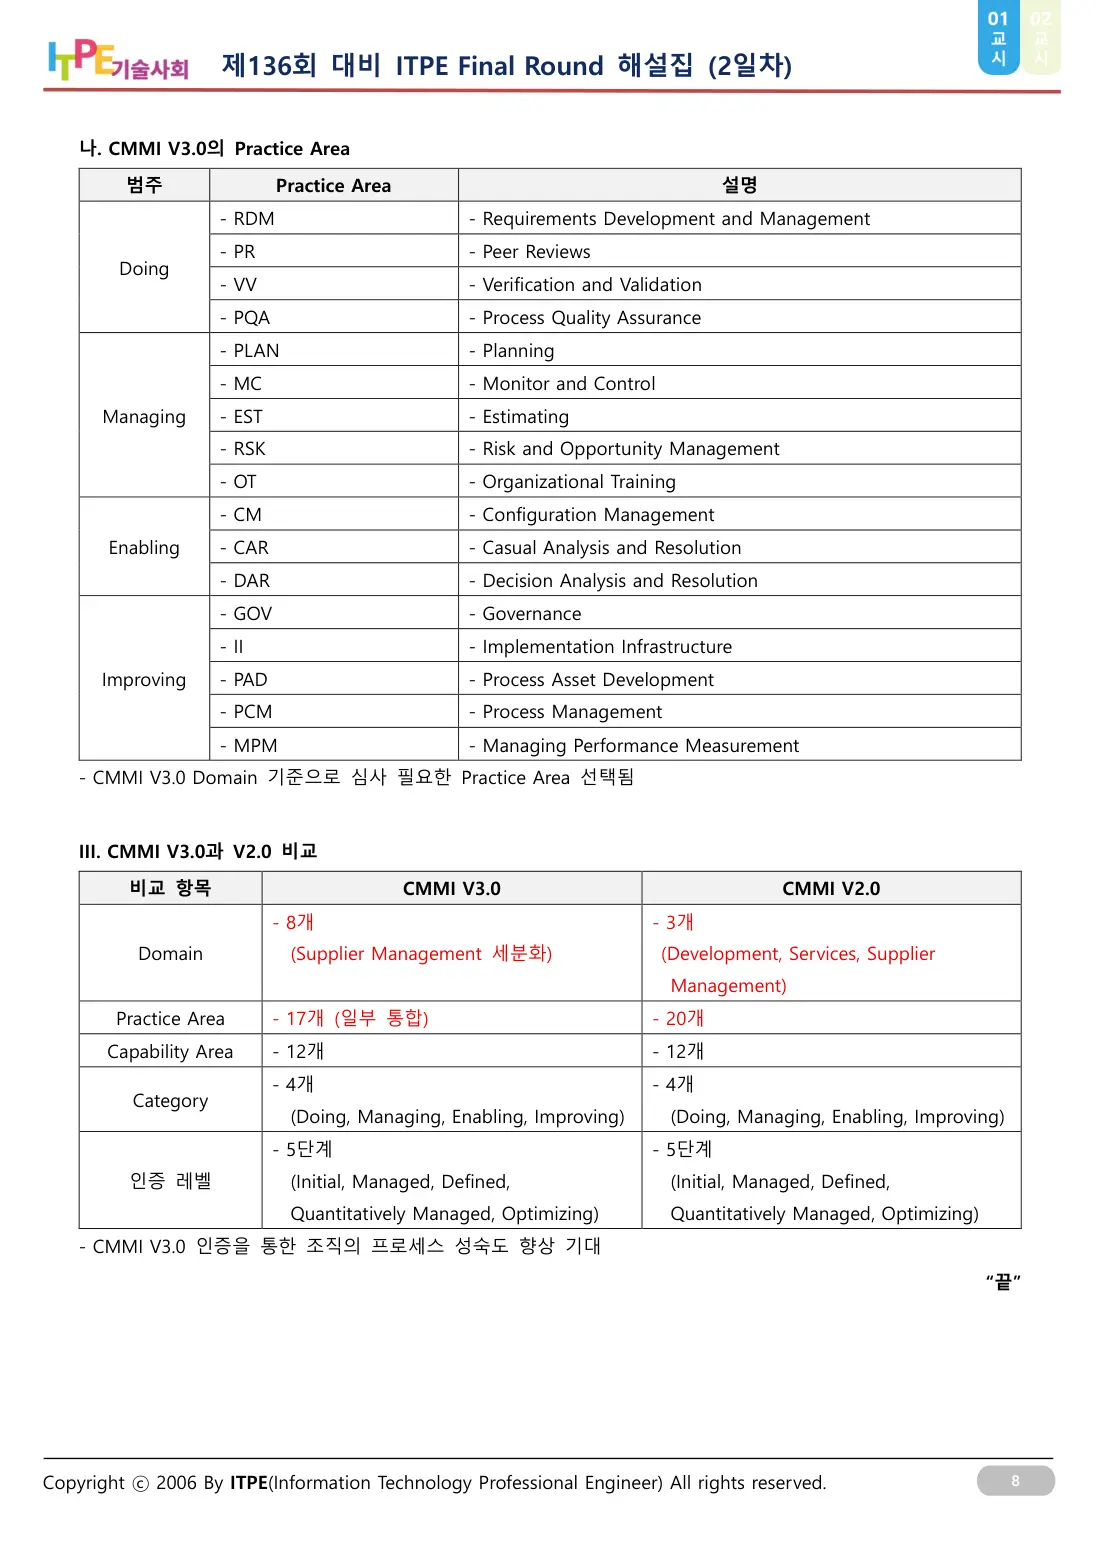 ITPE기술사회 제136회 대비 ITPE Final Round 해설집 (2일차)
01 교시
02 교시
나. CMMI V3.0의 Practice Area
범주 Practice Area 설명
Doing
- RDM - Requirements Development and Management
- PR - Peer Reviews
- VV - Verification and Validation
- PQA - Process Quality Assurance
Managing
- PLAN - Planning
- MC - Monitor and Control
- EST - Estimating
- RSK - Risk and Opportunity Management
- OT - Organizational Training
Enabling
- CM - Configuration Management
- CAR - Casual Analysis and Resolution
- DAR - Decision Analysis and Resolution
Improving
- GOV - Governance
- II - Implementation Infrastructure
- PAD - Process Asset Development
- PCM - Process Management
- MPM - Managing Performance Measurement
- CMMI V3.0 Domain 기준으로 심사 필요한 Practice Area 선택됨
III. CMMI V3.0과 V2.0 비교
비교 항목 CMMI V3.0 CMMI V2.0
Domain
- 8개
(Supplier Management 세분화)
- 3개
(Development, Services, Supplier
Management)
Practice Area - 17개 (일부 통합) - 20개
Capability Area - 12개 - 12개
Category
- 4개
(Doing, Managing, Enabling, Improving)
- 4개
(Doing, Managing, Enabling, Improving)
인증 레벨
- 5단계
(Initial, Managed, Defined,
Quantitatively Managed, Optimizing)
- 5단계
(Initial, Managed, Defined,
Quantitatively Managed, Optimizing)
- CMMI V3.0 인증을 통한 조직의 프로세스 성숙도 향상 기대
“끝”
Copyright ⓒ 2006 By ITPE(Information Technology Professional Engineer) All rights reserved.
8